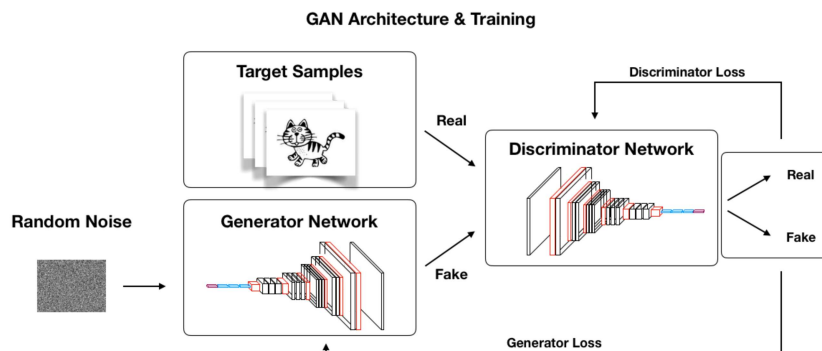 GAN Architecture & Training
Target Samples
Discriminator Loss
Real
Discriminator Network
Real
Random Noise
Generator Network
Fake
Fake
Generator Loss